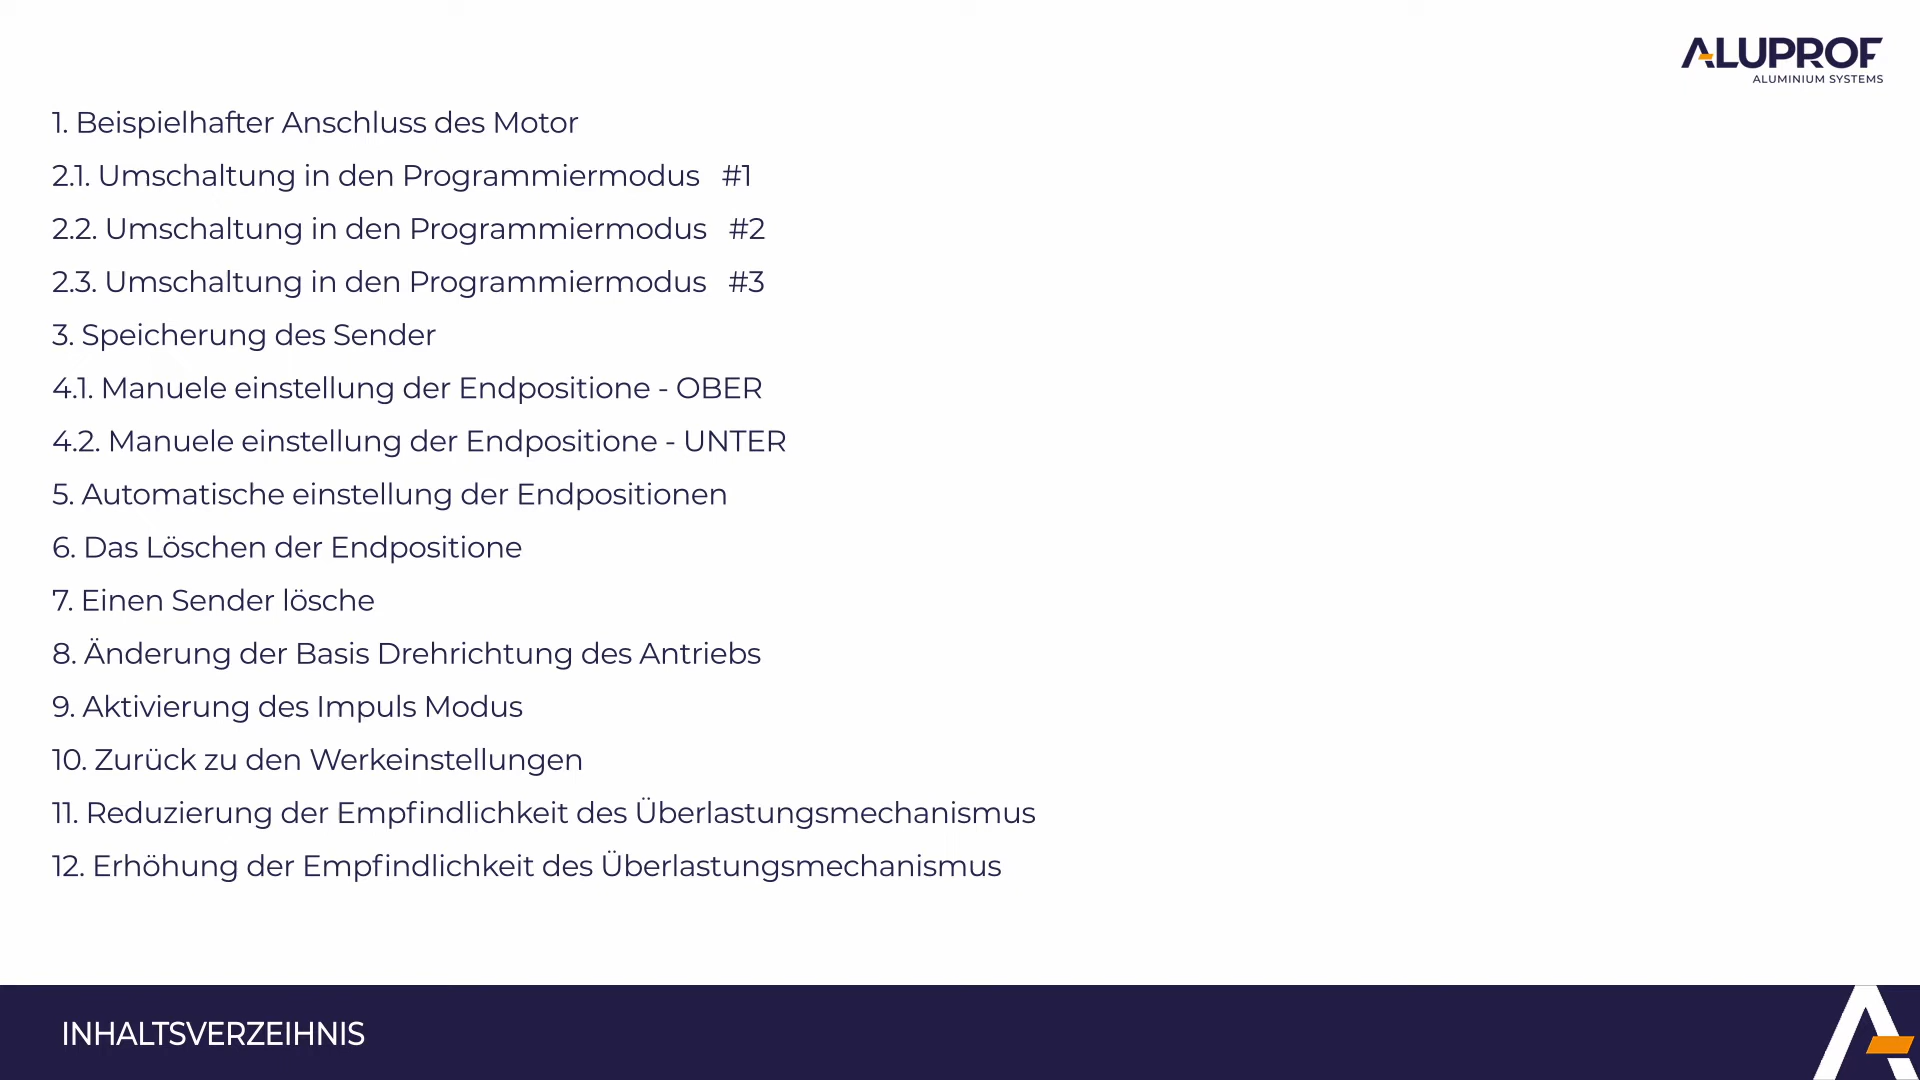 ALUPROF
ALUMINIUM SYSTEMS
1. Beispielhafter Anschluss des Motor
2.1. Umschaltung in den Programmiermodus #1
2.2. Umschaltung in den Programmiermodus #2
2.3. Umschaltung in den Programmiermodus #3
3. Speicherung des Sender
4.1. Manuele einstellung der Endpositione - OBER
4.2. Manuele einstellung der Endpositione - UNTER
5. Automatische einstellung der Endpositionen
6. Das Löschen der Endpositione
7. Einen Sender lösche
8. Änderung der Basis Drehrichtung des Antriebs
9. Aktivierung des Impuls Modus
10. Zurück zu den Werkeinstellungen
11. Reduzierung der Empfindlichkeit des Überlastungsmechanismus
12. Erhöhung der Empfindlichkeit des Überlastungsmechanismus
INHALTSVERZEIHNIS